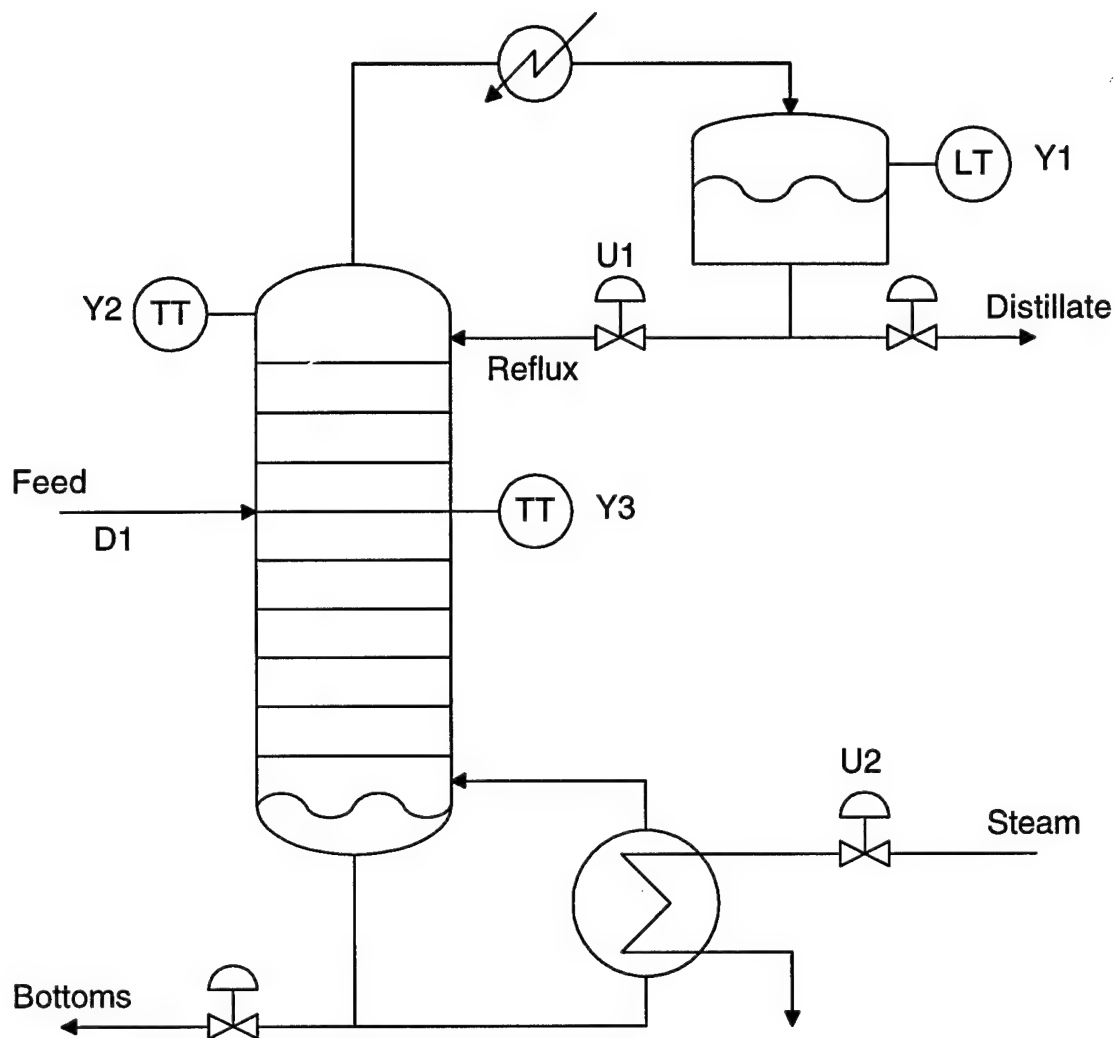 LT Y1
U1
Y2 TT
Distillate
Reflux
Feed
TT Y3
D1
U2
Steam
Bottoms